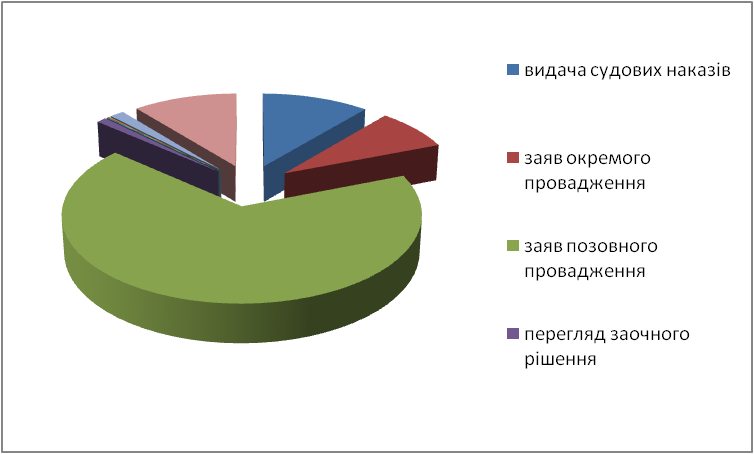 видача судових наказів
заяв окремого
провадження
заяв позовного
провадження
перегляд заочного
рішення